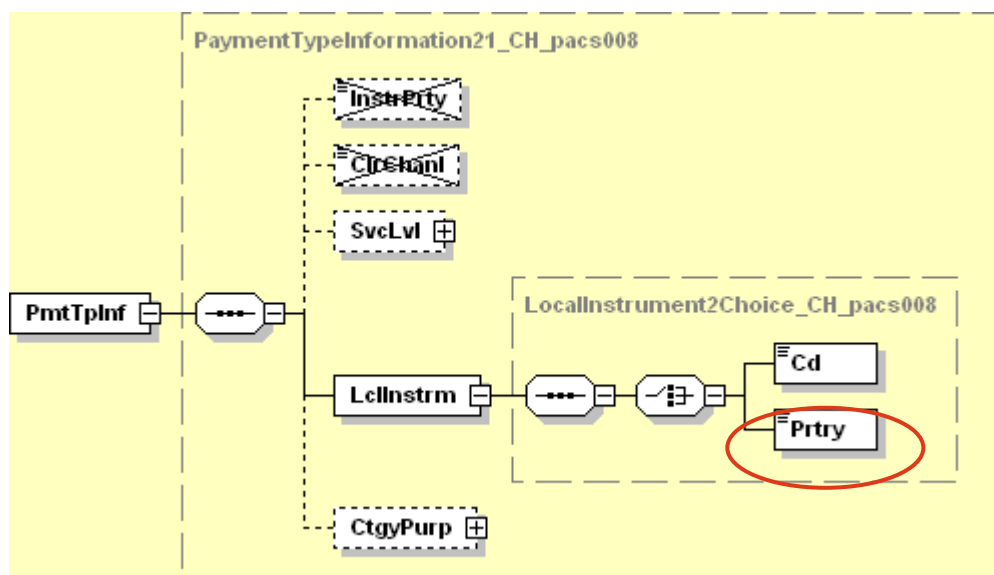 PaymentTypeInformation21_CH_pacs008
InstrPrty
ClrChanl
SvcLvl
PmtTpInf
LocalInstrument2Choice_CH_pacs008
Cd
LclInstrm
Prtry
CtgyPurp